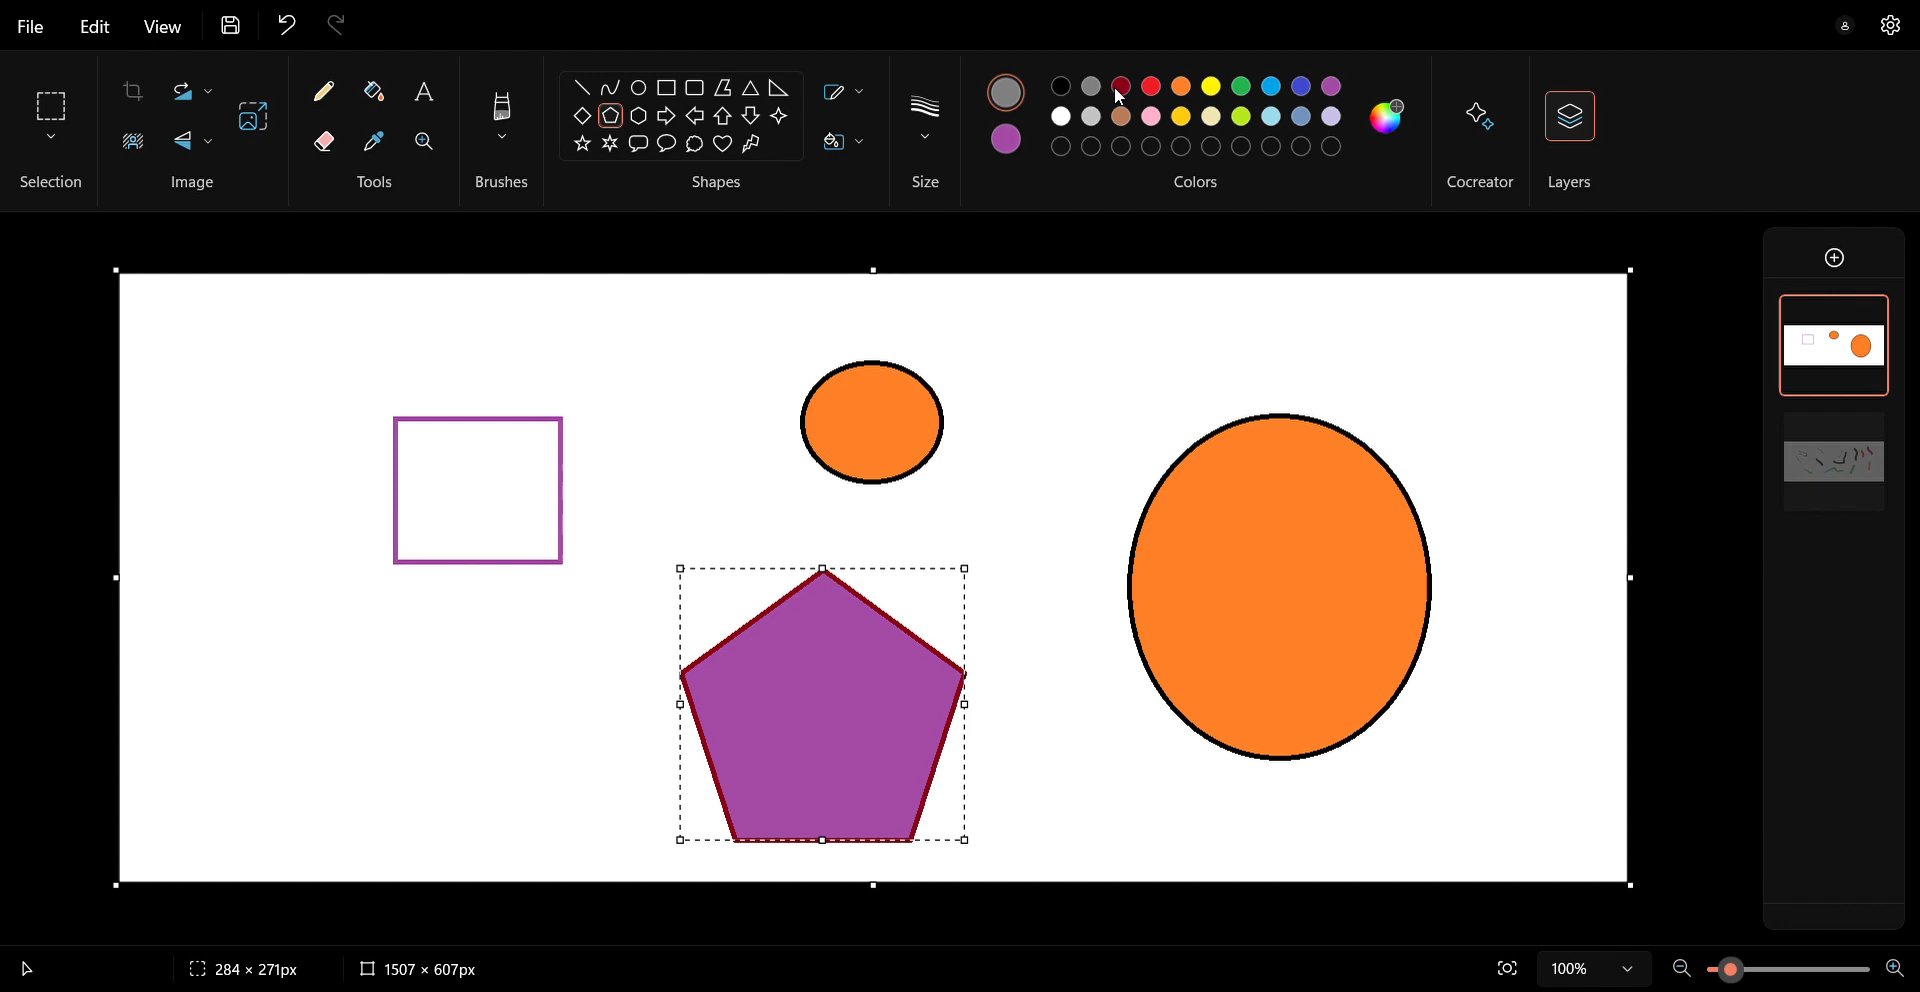 File Edit View
Selection Image Tools Brushes Shapes Size Colors Cocreator Layers
284 × 271px 1507 × 607px 100%